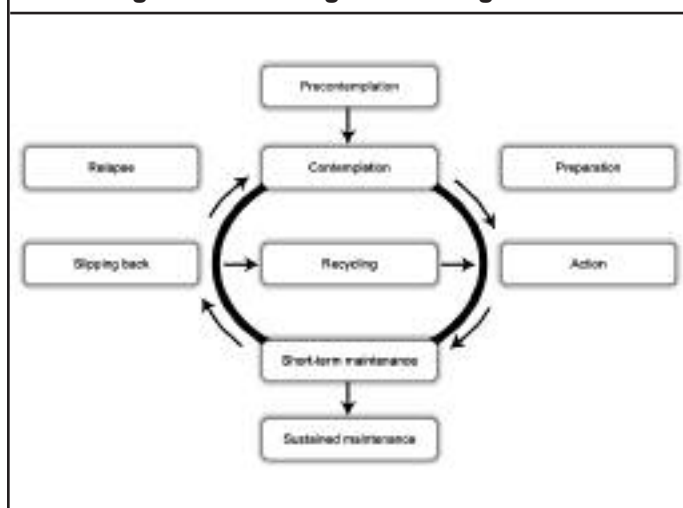 Precontemplation
Relapse
Contemplation
Preparation
Slipping back
Recycling
Action
Short-term maintenance
Sustained maintenance